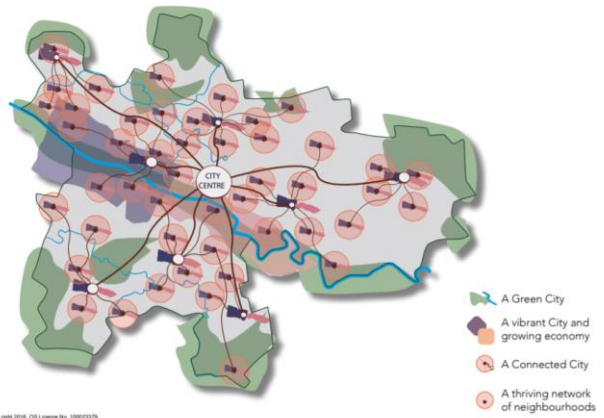 CITY
CENTRE
A Green City
A vibrant City and
growing economy
A Connected City
A thriving network
of neighbourhoods